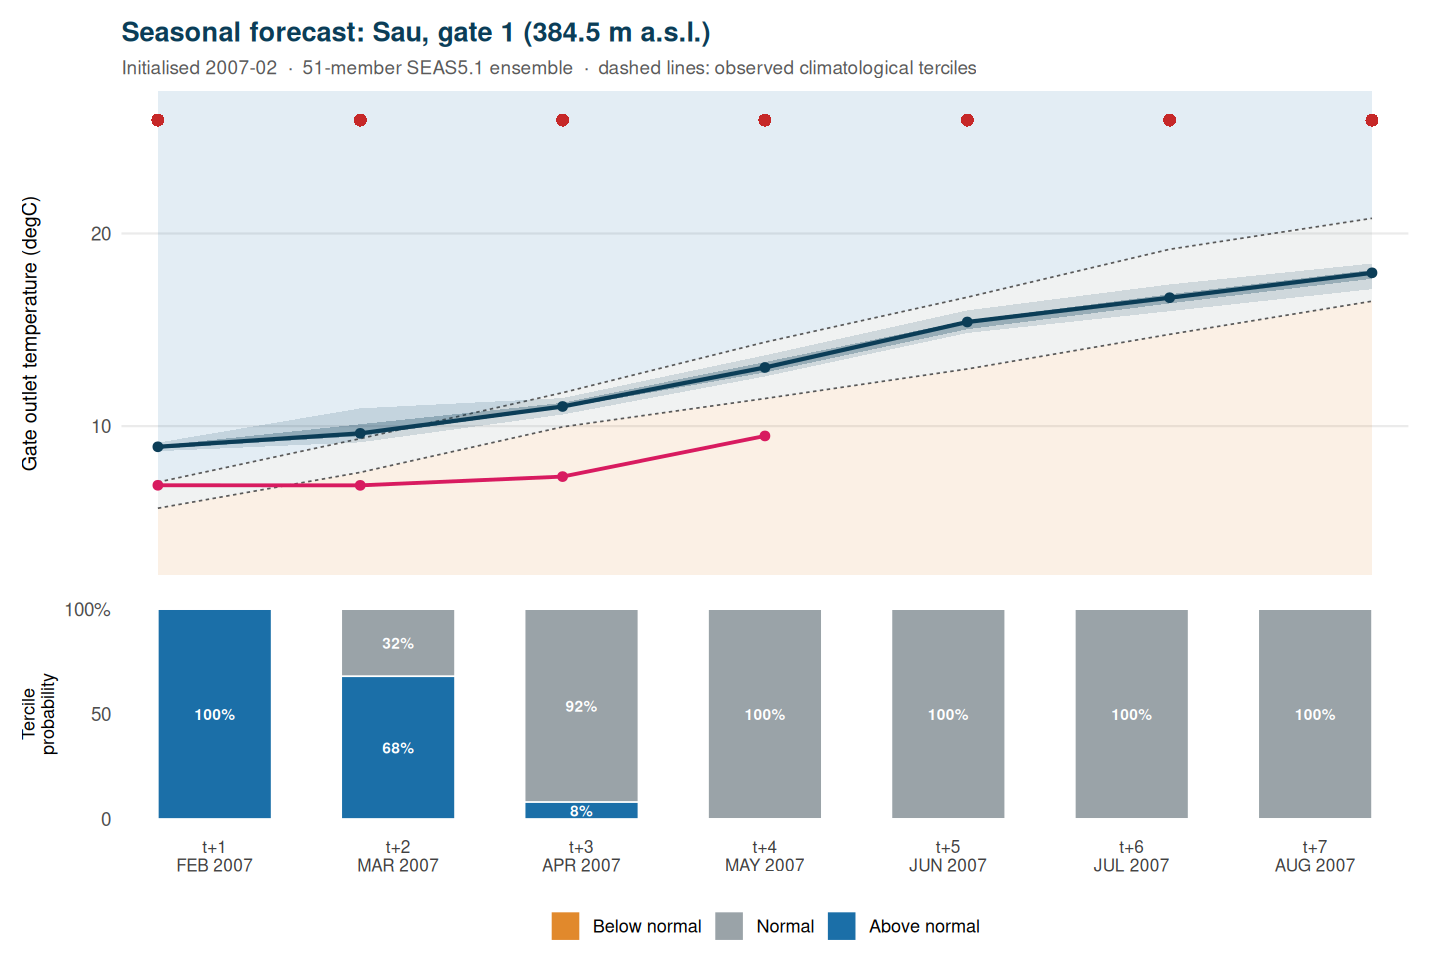 Seasonal forecast: Sau, gate 1 (384.5 m a.s.l.)
Initialised 2007-02 · 51-member SEAS5.1 ensemble · dashed lines: observed climatological terciles
Gate outlet temperature (degC)
20
10
Tercile
probability
100%
50
0
100%
32%
68%
92%
8%
100%
100%
100%
100%
t+1
FEB 2007
t+2
MAR 2007
t+3
APR 2007
t+4
MAY 2007
t+5
JUN 2007
t+6
JUL 2007
t+7
AUG 2007
Below normal
Normal
Above normal